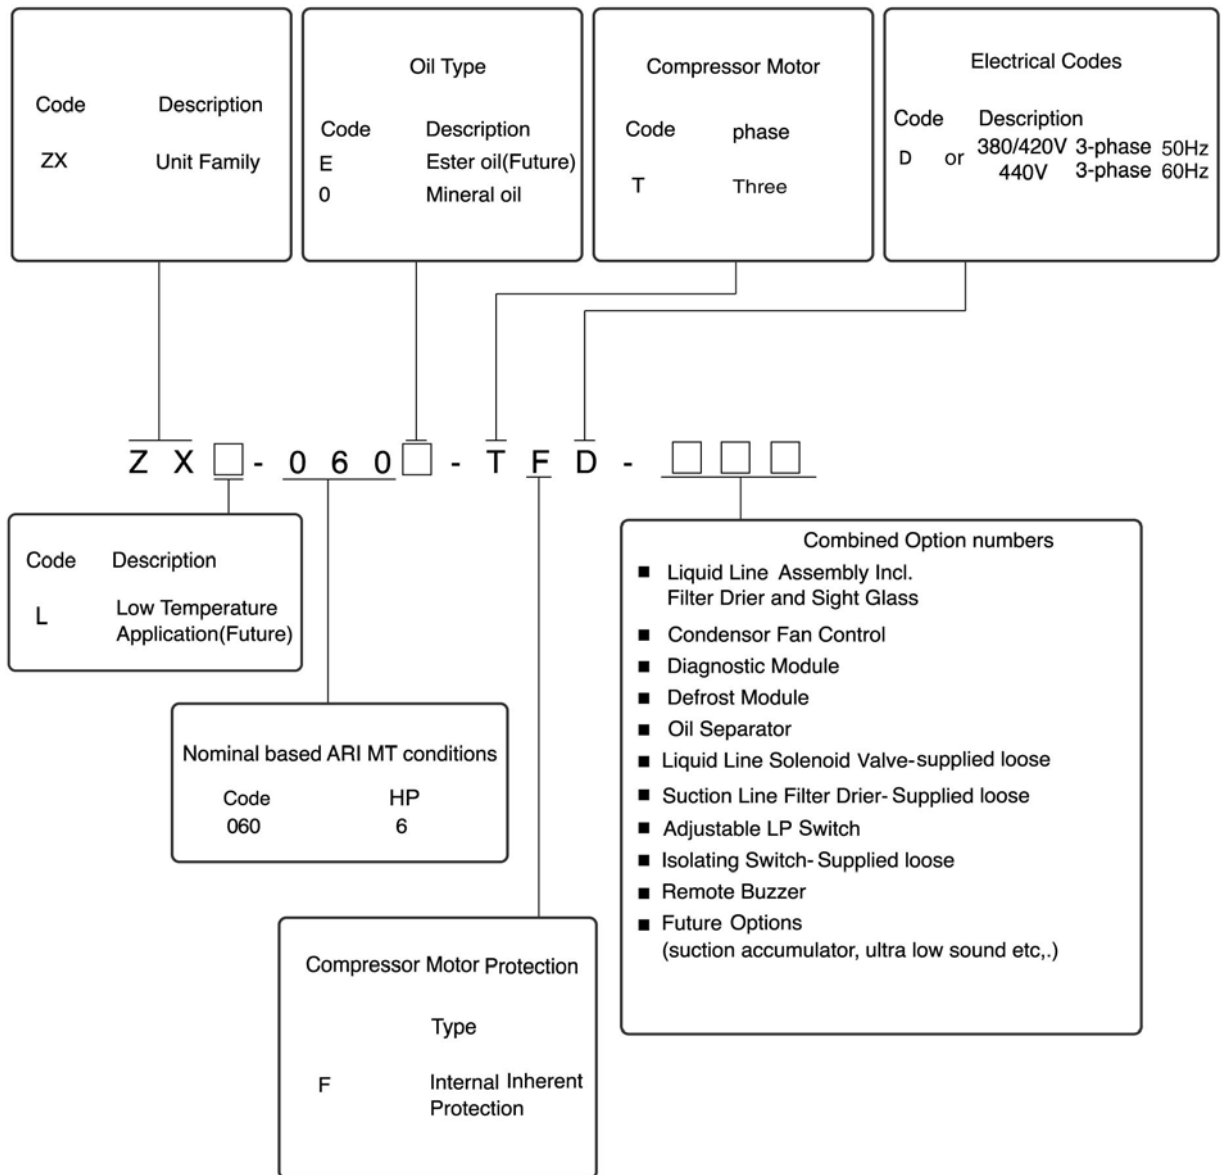 Code Description
ZX Unit Family
Oil Type
Code Description
E Ester oil(Future)
0 Mineral oil
Compressor Motor
Code phase
T Three
Electrical Codes
Code Description
D or 380/420V 3-phase 50Hz
440V 3-phase 60Hz
Z X □ - 0 6 0 □ - T F D - □ □ □
Code Description
L Low Temperature
Application(Future)
Nominal based ARI MT conditions
Code HP
060 6
Compressor Motor Protection
Type
F Internal Inherent
Protection
Combined Option numbers
■ Liquid Line Assembly Incl.
Filter Drier and Sight Glass
■ Condensor Fan Control
■ Diagnostic Module
■ Defrost Module
■ Oil Separator
■ Liquid Line Solenoid Valve-supplied loose
■ Suction Line Filter Drier-Supplied loose
■ Adjustable LP Switch
■ Isolating Switch-Supplied loose
■ Remote Buzzer
■ Future Options
(suction accumulator, ultra low sound etc,.)